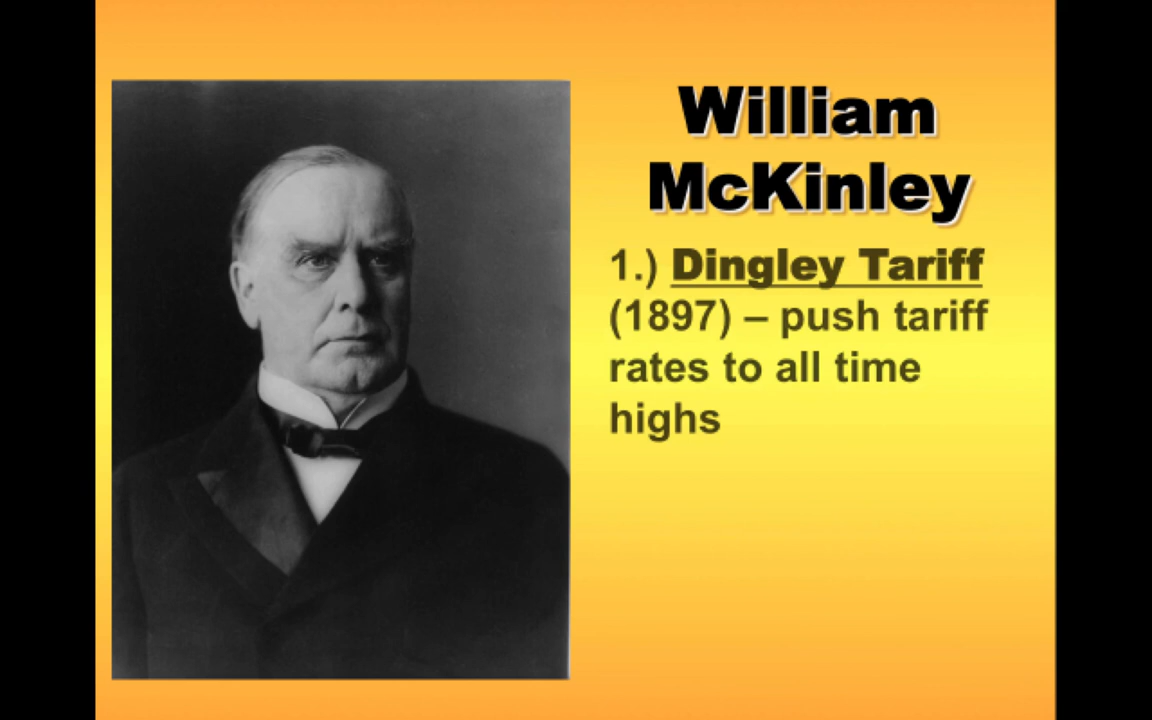 William
McKinley
1.) Dingley Tariff
(1897) – push tariff
rates to all time
highs